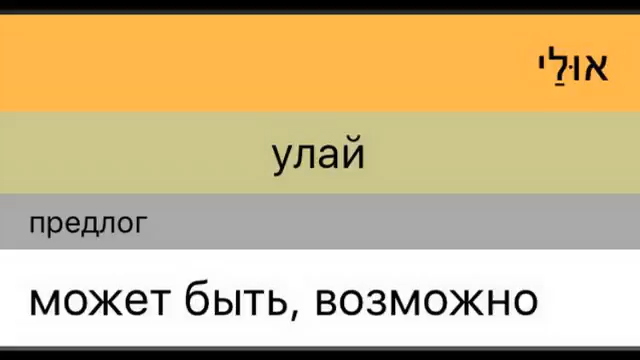 אוּלַי
улай
предлог
может быть, возможно